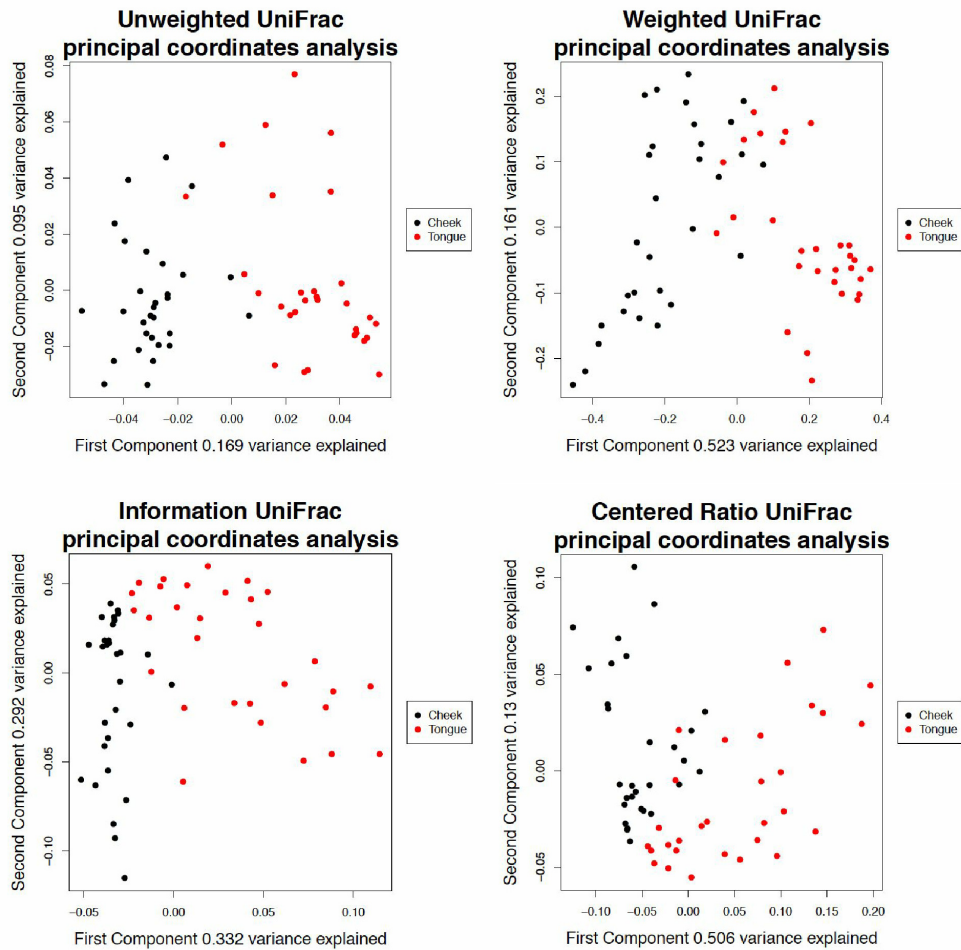 Unweighted UniFrac
principal coordinates analysis
Second Component 0.095 variance explained
0.08
0.06
0.04
0.02
0.00
−0.02
−0.04
−0.02
0.00
0.02
0.04
First Component 0.169 variance explained
Cheek
Tongue
Weighted UniFrac
principal coordinates analysis
Second Component 0.161 variance explained
0.2
0.1
0.0
−0.1
−0.2
−0.4
−0.2
0.0
0.2
0.4
First Component 0.523 variance explained
Cheek
Tongue
Information UniFrac
principal coordinates analysis
Second Component 0.292 variance explained
0.05
0.00
−0.05
−0.10
−0.05
0.00
0.05
0.10
First Component 0.332 variance explained
Cheek
Tongue
Centered Ratio UniFrac
principal coordinates analysis
Second Component 0.13 variance explained
0.10
0.05
0.00
−0.05
−0.10
−0.05
0.00
0.05
0.10
0.15
0.20
First Component 0.506 variance explained
Cheek
Tongue